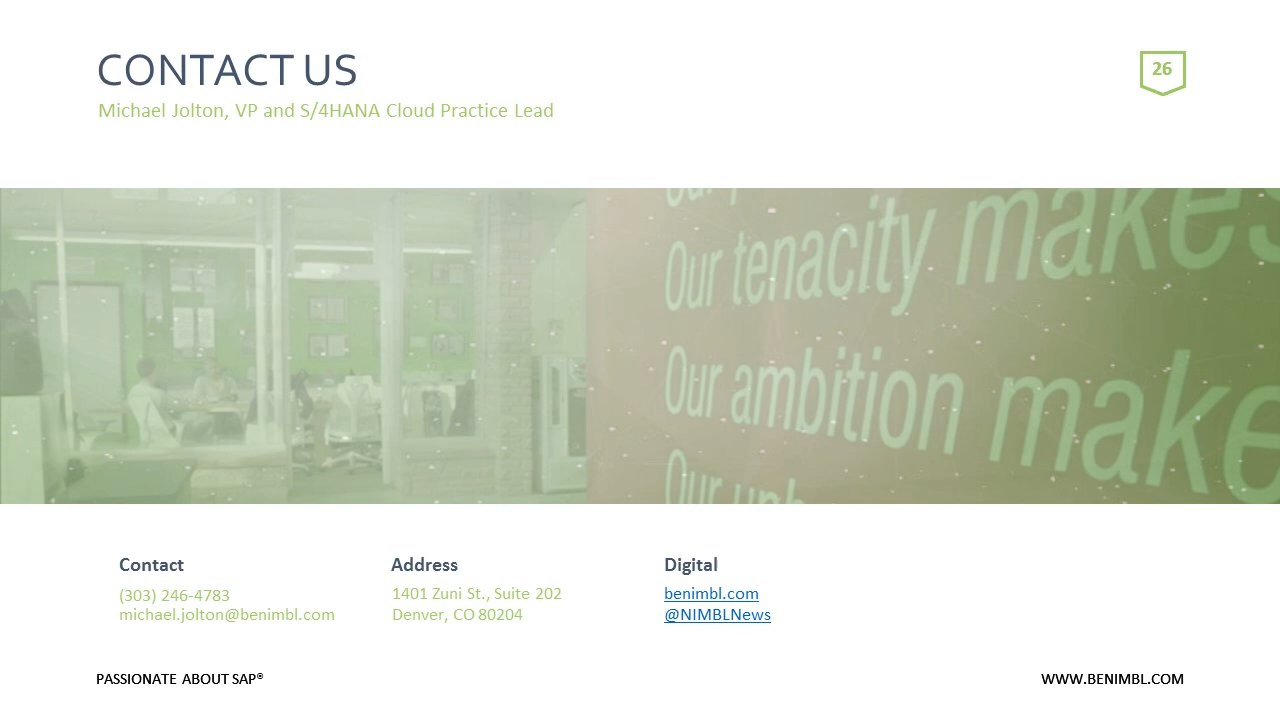 CONTACT US
26
Michael Jolton, VP and S/4HANA Cloud Practice Lead
Our tenacity makes
Our ambition make
Our
Contact
(303) 246-4783
michael.jolton@benimbl.com
Address
1401 Zuni St., Suite 202
Denver, CO 80204
Digital
benimbl.com
@NIMBLNews
PASSIONATE ABOUT SAP®
WWW.BENIMBL.COM